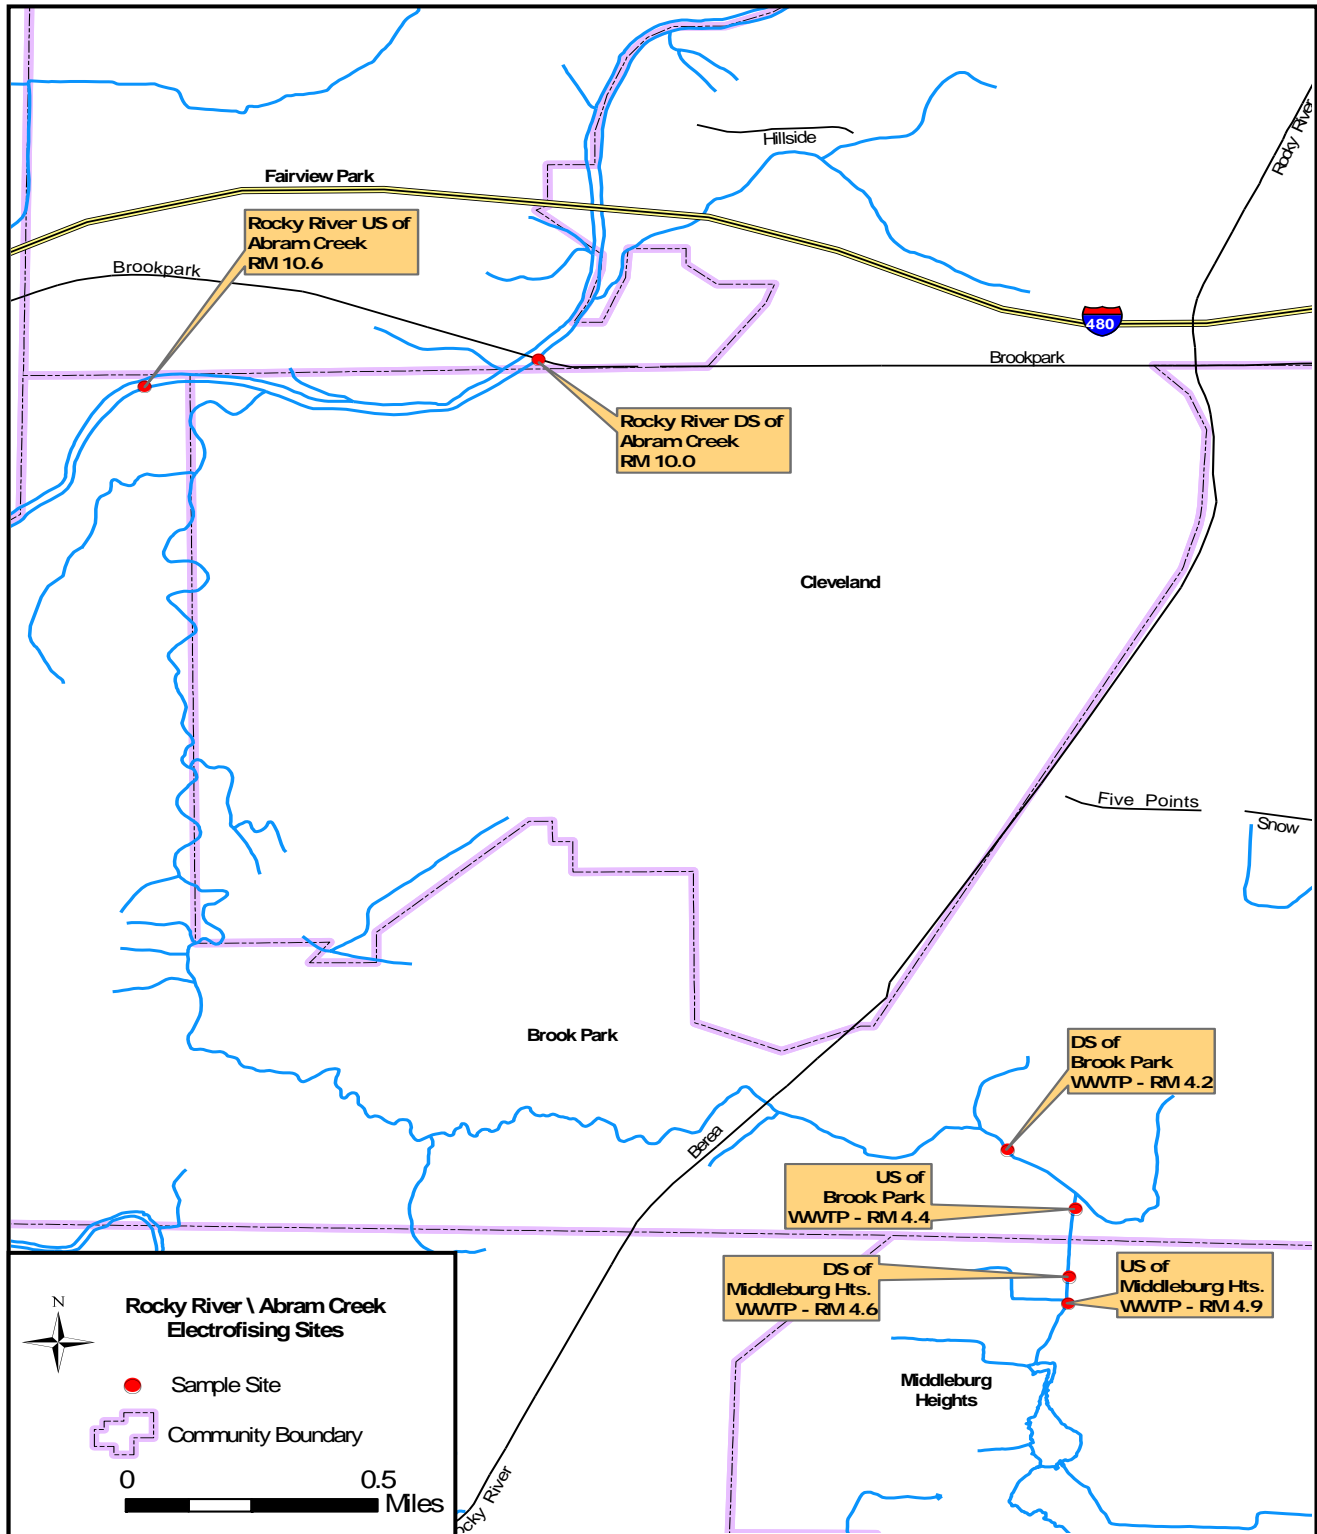 Hillside
Rocky River
Fairview Park
Rocky River US of
Abram Creek
RM 10.6
Brookpark
480
Brookpark
Rocky River DS of
Abram Creek
RM 10.0
Cleveland
Five Points
Snow
Brook Park
DS of
Brook Park
WWTP - RM 4.2
Berea
US of
Brook Park
WWTP - RM 4.4
DS of
Middleburg Hts.
WWTP - RM 4.6
US of
Middleburg Hts.
WWTP - RM 4.9
Middleburg
Heights
N
Rocky River \ Abram Creek
Electrofising Sites
Sample Site
Community Boundary
0 0.5
Miles
ocky River